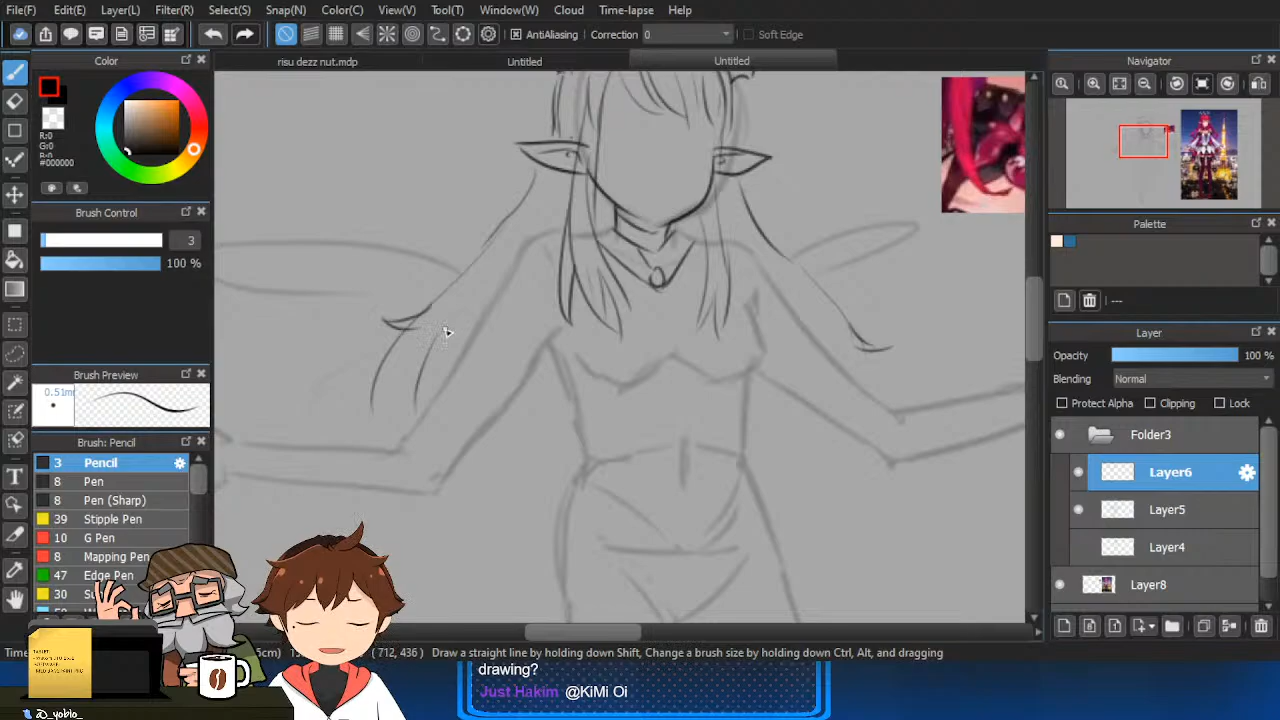 File(F) Edit(E) Layer(L) Filter(R) Select(S) Snap(N) Color(C) View(V) Tool(T) Window(W) Cloud Time-lapse Help
AntiAliasing Correction 0 Soft Edge
Color
risu dezz nut.mdp
Untitled
Untitled
Navigator
R:0
G:0
B:0
#000000
Brush Control
3
100 %
Palette
---
Layer
Opacity 100 %
Blending Normal
Protect Alpha Clipping Lock
Folder3
Layer6
Layer5
Layer4
Layer8
Brush Preview
Brush: Pencil
3 Pencil
8 Pen
8 Pen (Sharp)
39 Stipple Pen
10 G Pen
8 Mapping Pen
47 Edge Pen
30
50
(712, 436) Draw a straight line by holding down Shift, Change a brush size by holding down Ctrl, Alt, and dragging
drawing?
Just Hakim @KiMi Oi